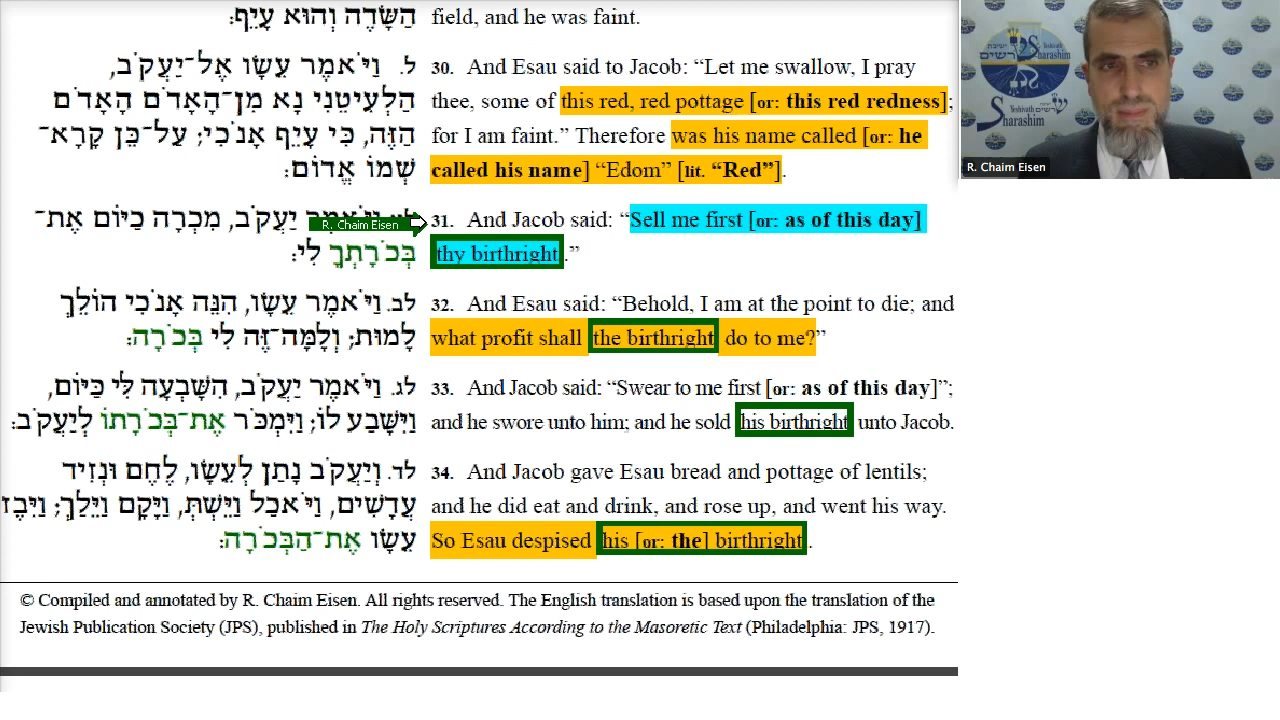 הַשָּׂדֶה וְהוּא עָיֵף:
field, and he was faint.
ל. וַיֹּאמֶר עֵשָׂו אֶל־יַעֲקֹב,
הַלְעִיטֵנִי נָא מִן־הָאָדֹם הָאָדֹם
הַזֶּה, כִּי עָיֵף אָנֹכִי; עַל־כֵּן קָרָא־
שְׁמוֹ אֱדוֹם:
30. And Esau said to Jacob: “Let me swallow, I pray
thee, some of this red, red pottage [or: this red redness];
for I am faint.” Therefore was his name called [or: he
called his name] “Edom” [lit. “Red”].
יַעֲקֹב, מִכְרָה כַיּוֹם אֶת־
בְּכֹרָתְךָ לִי:
R. Chaim Eisen
31. And Jacob said: “Sell me first [or: as of this day]
thy birthright.”
לב. וַיֹּאמֶר עֵשָׂו, הִנֵּה אָנֹכִי הוֹלֵךְ
לָמוּת; וְלָמָּה־זֶּה לִי בְּכֹרָה:
32. And Esau said: “Behold, I am at the point to die; and
what profit shall the birthright do to me?”
לג. וַיֹּאמֶר יַעֲקֹב, הִשָּׁבְעָה לִּי כַּיּוֹם,
וַיִּשָּׁבַע לוֹ; וַיִּמְכֹּר אֶת־בְּכֹרָתוֹ לְיַעֲקֹב:
33. And Jacob said: “Swear to me first [or: as of this day]”;
and he swore unto him; and he sold his birthright unto Jacob.
לד. וְיַעֲקֹב נָתַן לְעֵשָׂו, לֶחֶם וּנְזִיד
עֲדָשִׁים, וַיֹּאכַל וַיֵּשְׁתְּ, וַיָּקָם וַיֵּלַךְ; וַיִּבֶז
עֵשָׂו אֶת־הַבְּכֹרָה:
34. And Jacob gave Esau bread and pottage of lentils;
and he did eat and drink, and rose up, and went his way.
So Esau despised his [or: the] birthright.
© Compiled and annotated by R. Chaim Eisen. All rights reserved. The English translation is based upon the translation of the
Jewish Publication Society (JPS), published in The Holy Scriptures According to the Masoretic Text (Philadelphia: JPS, 1917).
Yeshivath
Sharashim
Yeshivath
Sharashim
R. Chaim Eisen